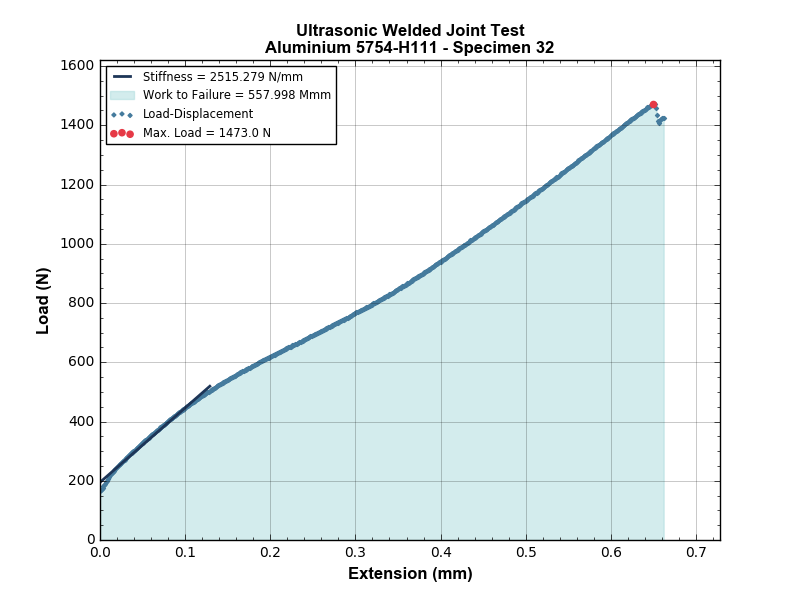 Ultrasonic Welded Joint Test
Aluminium 5754-H111 - Specimen 32
Stiffness = 2515.279 N/mm
Work to Failure = 557.998 Mmm
Load-Displacement
Max. Load = 1473.0 N
1600
1400
1200
1000
800
600
400
200
0
Load (N)
0.0 0.1 0.2 0.3 0.4 0.5 0.6 0.7
Extension (mm)